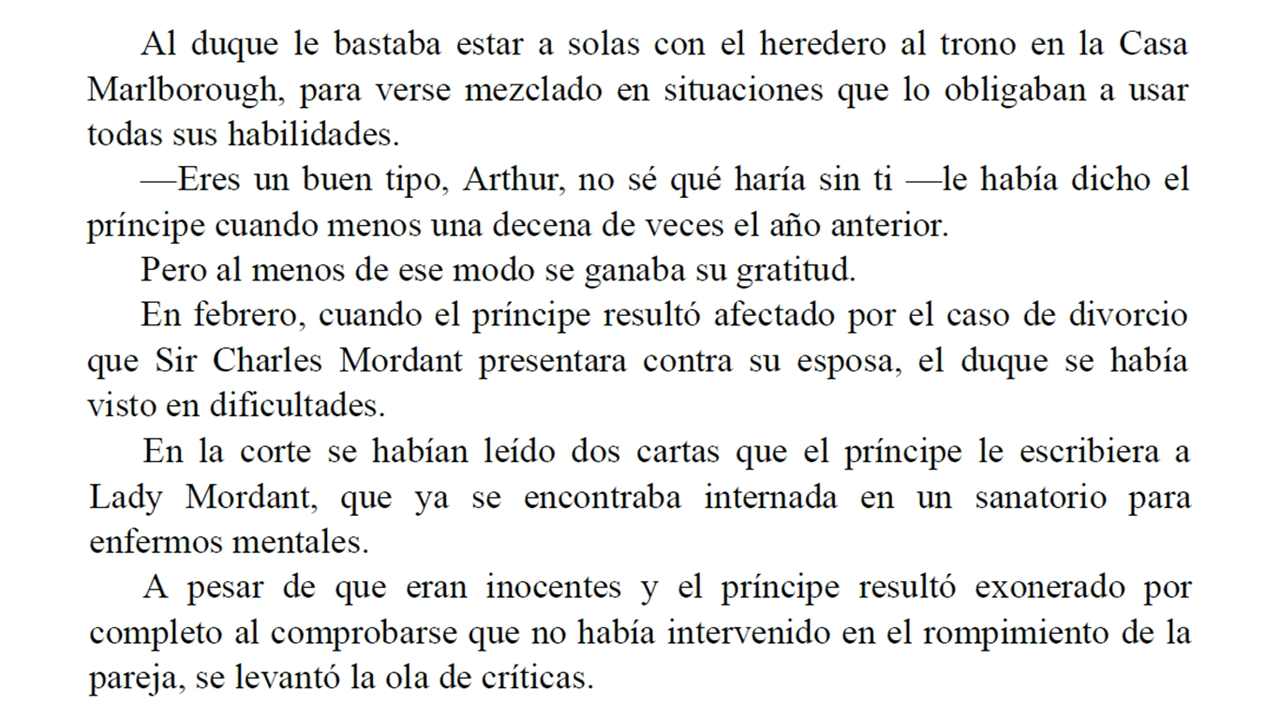 Al duque le bastaba estar a solas con el heredero al trono en la Casa
Marlborough, para verse mezclado en situaciones que lo obligaban a usar
todas sus habilidades.
—Eres un buen tipo, Arthur, no sé qué haría sin ti —le había dicho el
príncipe cuando menos una decena de veces el año anterior.
Pero al menos de ese modo se ganaba su gratitud.
En febrero, cuando el príncipe resultó afectado por el caso de divorcio
que Sir Charles Mordant presentara contra su esposa, el duque se había
visto en dificultades.
En la corte se habían leído dos cartas que el príncipe le escribiera a
Lady Mordant, que ya se encontraba internada en un sanatorio para
enfermos mentales.
A pesar de que eran inocentes y el príncipe resultó exonerado por
completo al comprobarse que no había intervenido en el rompimiento de la
pareja, se levantó la ola de críticas.